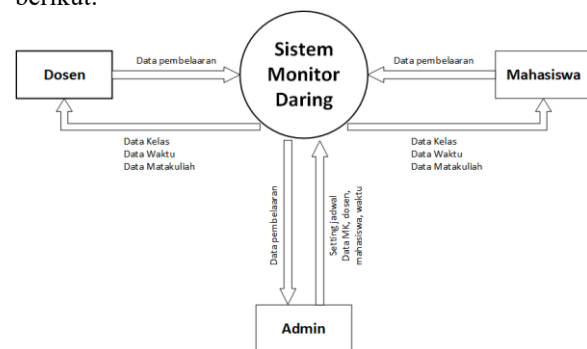 berikut.
Sistem
Monitor
Daring
Dosen
Data pembelaaran
Data pembelaaran
Mahasiswa
Data Kelas
Data Waktu
Data Matakuliah
Data Kelas
Data Waktu
Data Matakuliah
Data pembelaaran
Setting jadwal
Data MK, dosen,
mahasiswa, waktu
Admin